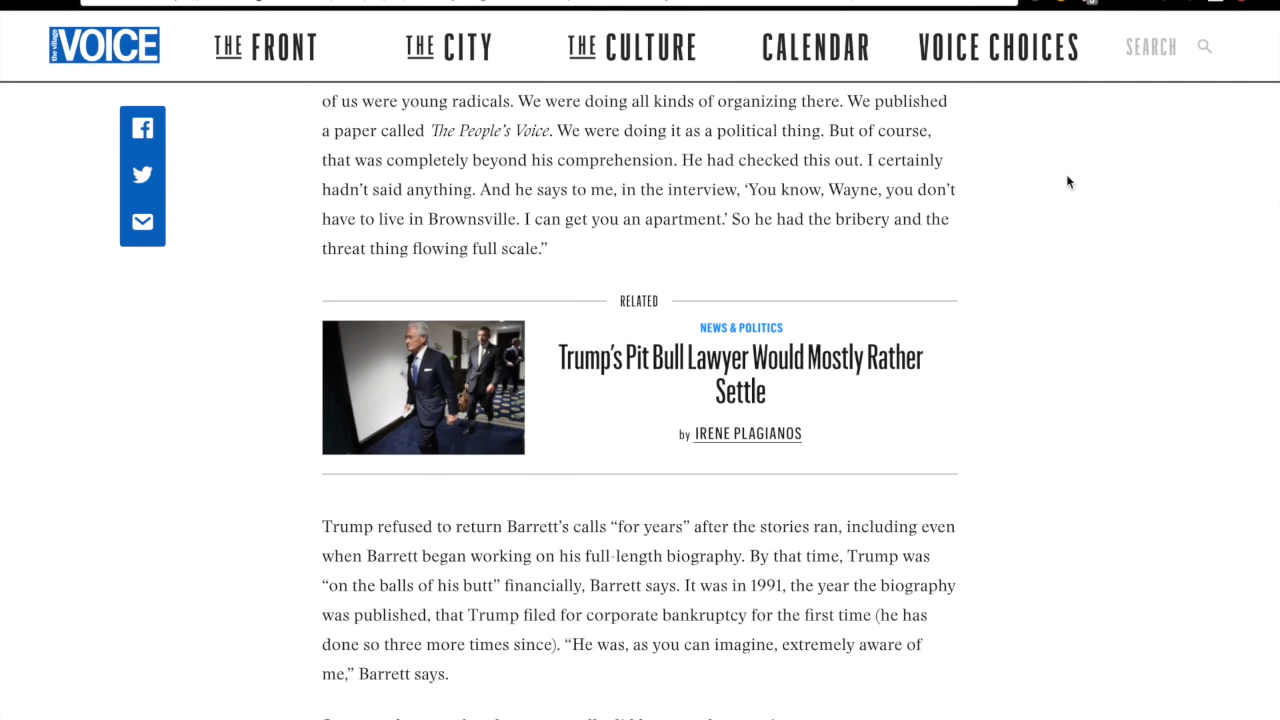 the village VOICE
THE FRONT
THE CITY
THE CULTURE
CALENDAR
VOICE CHOICES
SEARCH
of us were young radicals. We were doing all kinds of organizing there. We published
a paper called The People’s Voice. We were doing it as a political thing. But of course,
that was completely beyond his comprehension. He had checked this out. I certainly
hadn’t said anything. And he says to me, in the interview, ‘You know, Wayne, you don’t
have to live in Brownsville. I can get you an apartment.’ So he had the bribery and the
threat thing flowing full scale.”
RELATED
NEWS & POLITICS
Trump’s Pit Bull Lawyer Would Mostly Rather
Settle
by IRENE PLAGIANOS
Trump refused to return Barrett’s calls “for years” after the stories ran, including even
when Barrett began working on his full-length biography. By that time, Trump was
“on the balls of his butt” financially, Barrett says. It was in 1991, the year the biography
was published, that Trump filed for corporate bankruptcy for the first time (he has
done so three more times since). “He was, as you can imagine, extremely aware of
me,” Barrett says.